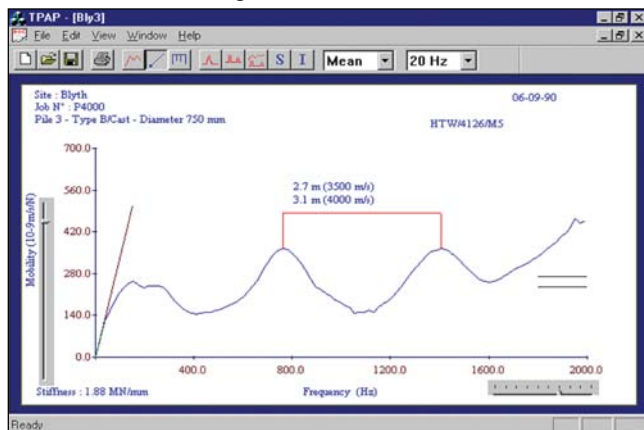 TPAP - [Bly3]
File Edit View Window Help
S I Mean 20 Hz
Site : Blyth
06-09-90
Job N° : P4000
Pile 3 - Type B/Cast - Diameter 750 mm
HTW/4126/M5
700.0
560.0
420.0
280.0
140.0
0.0
Mobility (10-9m/s/N)
2.7 m (3500 m/s)
3.1 m (4000 m/s)
400.0 800.0 1200.0 1600.0 2000.0
Stiffness : 1.88 MN/mm
Frequency (Hz)
Ready